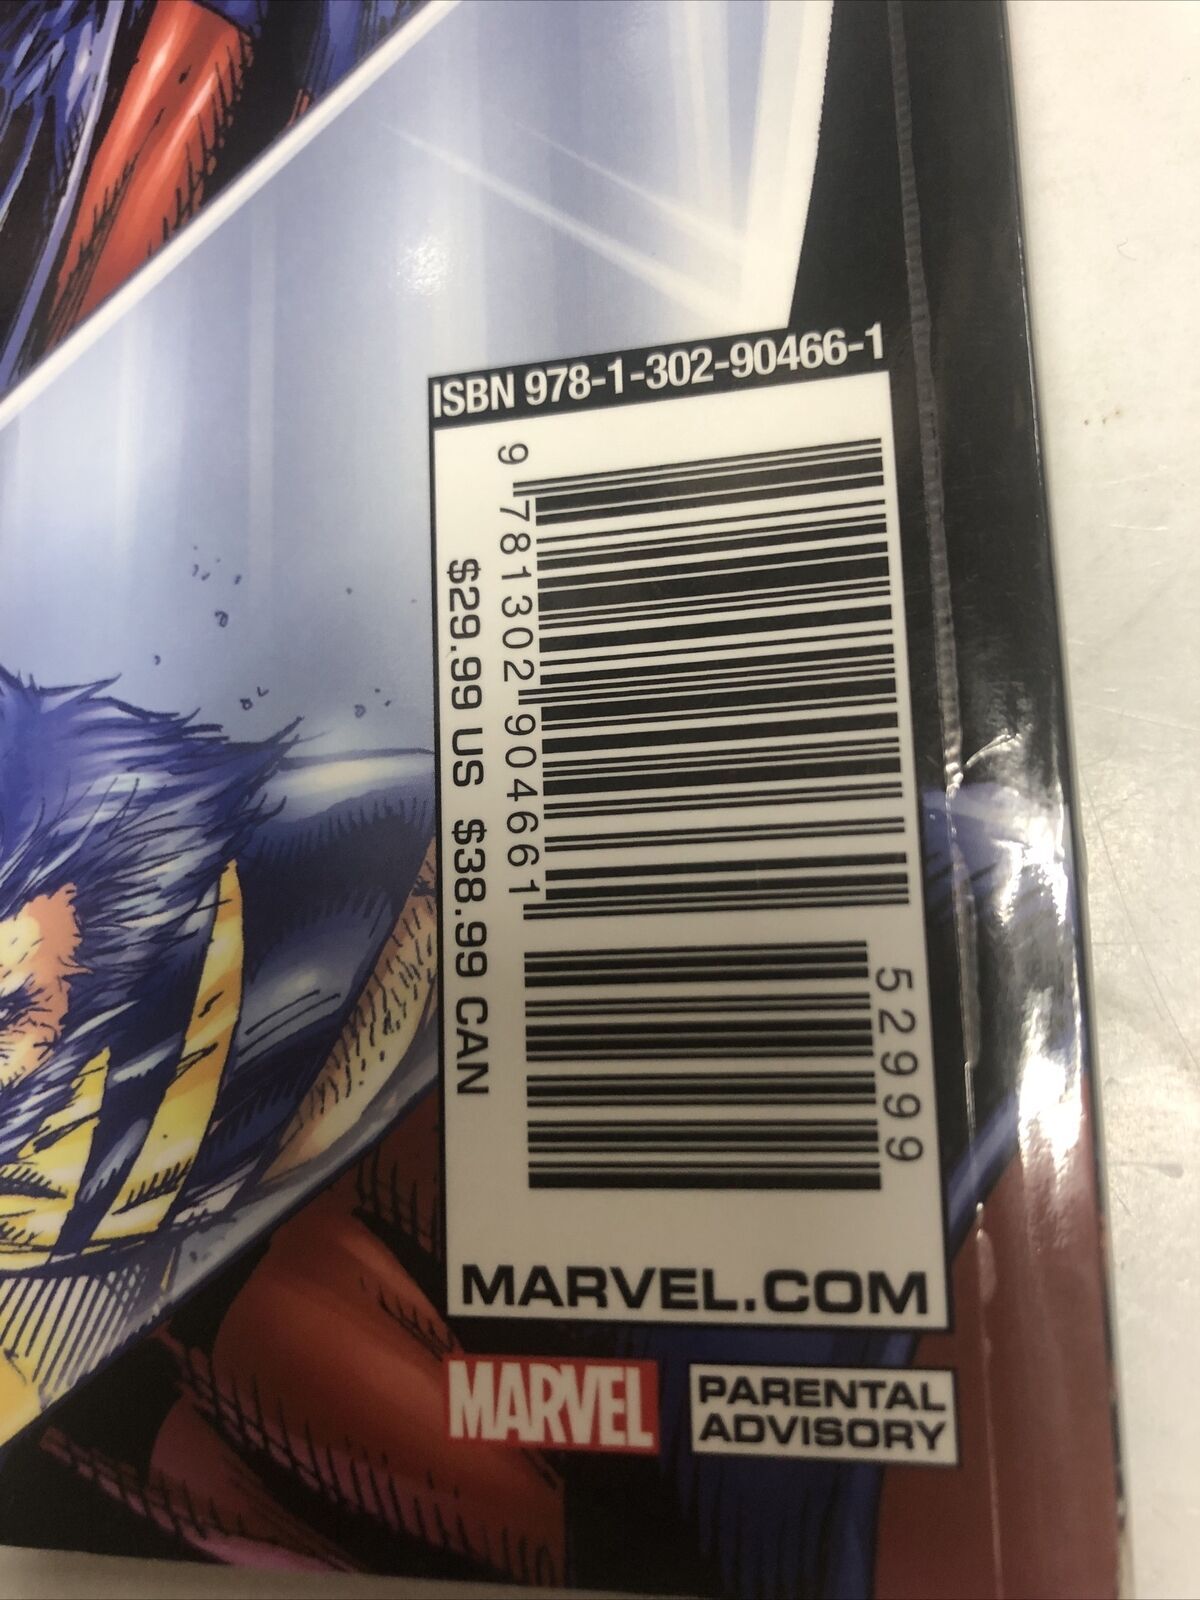 ISBN 978-1-302-90466-1
9 781302 904661
52999
$29.99 US $38.99 CAN
MARVEL.COM
MARVEL
PARENTAL
ADVISORY